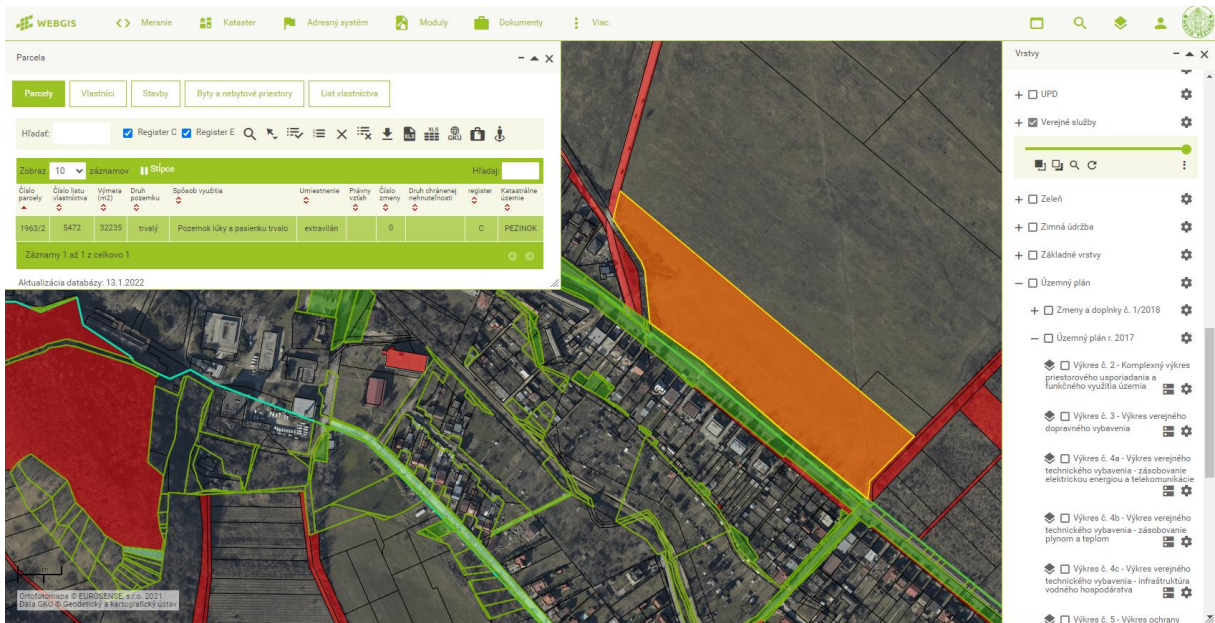 WEBGIS Meranie Kataster Adresný systém Moduly Dokumenty Viac
Parcela
Parcely Vlastníci Stavby Byty a nebytové priestory List vlastníctva
Hľadať: Register C Register E
XLS XLS GKÚ
Zobraz 10 záznamov Stĺpce Hľadaj:
Číslo parcely Číslo listu vlastníctva Výmera (m2) Druh pozemku Spôsob využitia Umiestnenie Právny vzťah Číslo zmeny Druh chránenej nehnuteľnosti register Katastrálne územie
1963/2 5472 32235 trvalý Pozemok lúky a pasienku trvalo extravilán 0 C PEZINOK
Záznamy 1 až 1 z celkovo 1
Aktualizácia databázy: 13.1.2022
Ortofotomapa © EUROSENSE, s.r.o. 2021
Data GKÚ © Geodetický a kartografický ústav
Vrstvy
UPD
Verejné služby
Zeleň
Zimná údržba
Základné vrstvy
Územný plán
Zmeny a doplnky č. 1/2018
Územný plán r. 2017
Výkres č. 2 - Komplexný výkres
priestorového usporiadania a
funkčného využitia územia
Výkres č. 3 - Výkres verejného
dopravného vybavenia
Výkres č. 4a - Výkres verejného
technického vybavenia - zásobovanie
elektrickou energiou a telekomunikácie
Výkres č. 4b - Výkres verejného
technického vybavenia - zásobovanie
plynom a teplom
Výkres č. 4c - Výkres verejného
technického vybavenia - infraštruktúra
vodného hospodárstva
Výkres č. 5 - Výkres ochrany